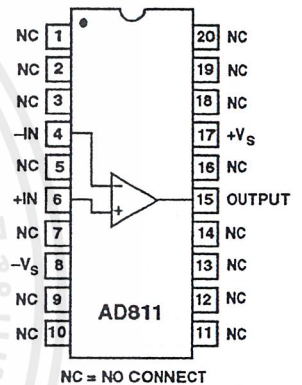 NC 1 20 NC
NC 2 19 NC
NC 3 18 NC
–IN 4 17 +VS
NC 5 16 NC
+IN 6 15 OUTPUT
NC 7 14 NC
–VS 8 13 NC
NC 9 12 NC
NC 10 11 NC
– 
+
AD811
NC = NO CONNECT